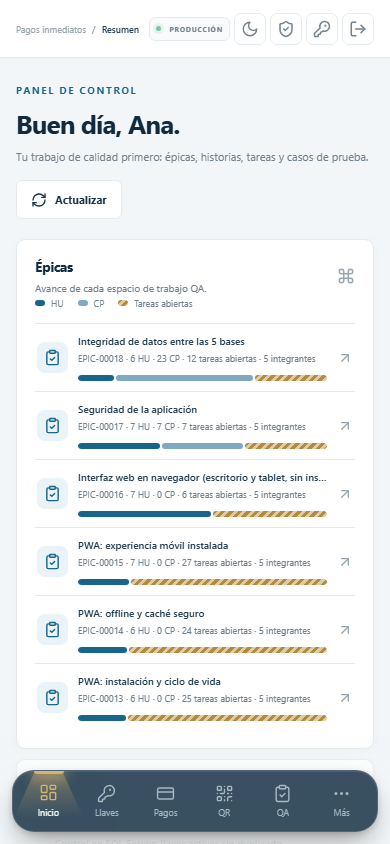 Pagos inmediatos / Resumen
PRODUCCIÓN
PANEL DE CONTROL
Buen día, Ana.
Tu trabajo de calidad primero: épicas, historias, tareas y casos de prueba.
Actualizar
Épicas
Avance de cada espacio de trabajo QA.
HU CP Tareas abiertas
Integridad de datos entre las 5 bases
EPIC-00018 · 6 HU · 23 CP · 12 tareas abiertas · 5 integrantes
Seguridad de la aplicación
EPIC-00017 · 7 HU · 7 CP · 7 tareas abiertas · 5 integrantes
Interfaz web en navegador (escritorio y tablet, sin ins...
EPIC-00016 · 7 HU · 0 CP · 6 tareas abiertas · 5 integrantes
PWA: experiencia móvil instalada
EPIC-00015 · 7 HU · 0 CP · 27 tareas abiertas · 5 integrantes
PWA: offline y caché seguro
EPIC-00014 · 6 HU · 0 CP · 24 tareas abiertas · 5 integrantes
PWA: instalación y ciclo de vida
EPIC-00013 · 6 HU · 0 CP · 25 tareas abiertas · 5 integrantes
Inicio
Llaves
Pagos
QR
QA
Más